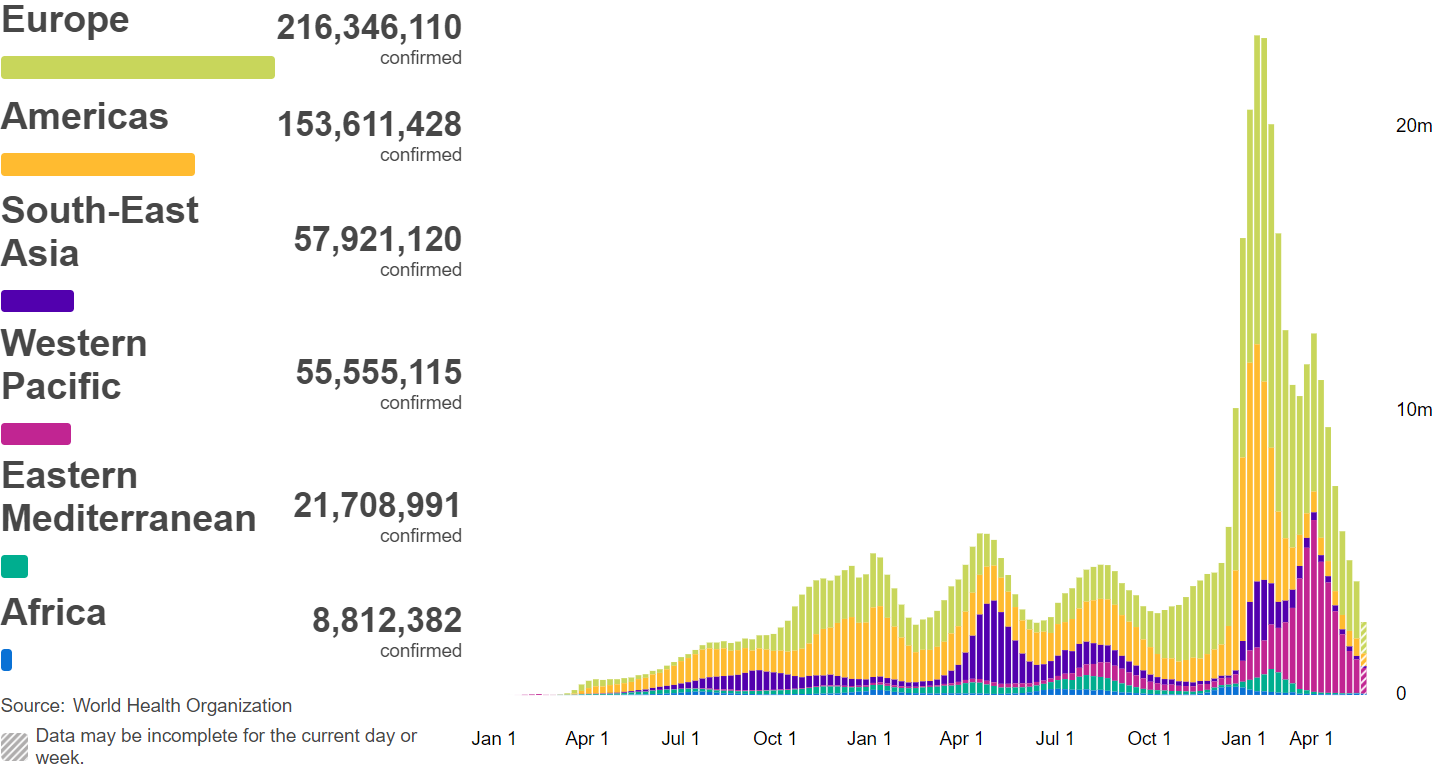 Europe
216,346,110
confirmed
Americas
153,611,428
confirmed
South-East
Asia
57,921,120
confirmed
Western
Pacific
55,555,115
confirmed
Eastern
Mediterranean
21,708,991
confirmed
Africa
8,812,382
confirmed
Source: World Health Organization
Data may be incomplete for the current day or
week.
20m
10m
0
Jan 1 Apr 1 Jul 1 Oct 1 Jan 1 Apr 1 Jul 1 Oct 1 Jan 1 Apr 1